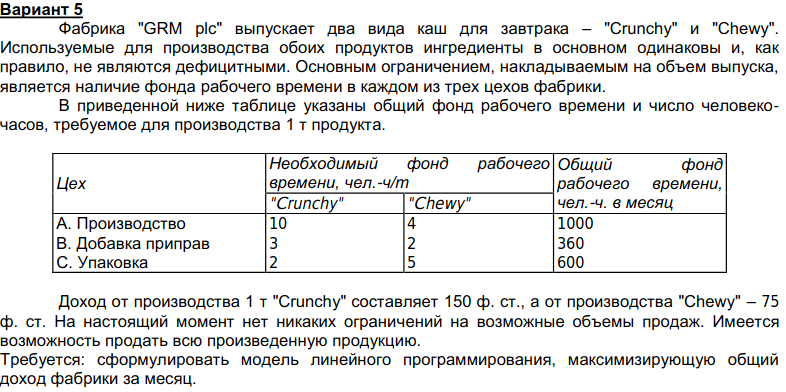 Вариант 5
Фабрика "GRM plc" выпускает два вида каш для завтрака – "Crunchy" и "Chewy".
Используемые для производства обоих продуктов ингредиенты в основном одинаковы и, как
правило, не являются дефицитными. Основным ограничением, накладываемым на объем выпуска,
является наличие фонда рабочего времени в каждом из трех цехов фабрики.
В приведенной ниже таблице указаны общий фонд рабочего времени и число человеко-
часов, требуемое для производства 1 т продукта.
Цех
Необходимый фонд рабочего
времени, чел.-ч/т
Общий фонд
рабочего времени,
чел.-ч. в месяц
"Crunchy" "Chewy"
А. Производство 10 4 1000
В. Добавка приправ 3 2 360
С. Упаковка 2 5 600
Доход от производства 1 т "Crunchy" составляет 150 ф. ст., а от производства "Chewy" – 75
ф. ст. На настоящий момент нет никаких ограничений на возможные объемы продаж. Имеется
возможность продать всю произведенную продукцию.
Требуется: сформулировать модель линейного программирования, максимизирующую общий
доход фабрики за месяц.